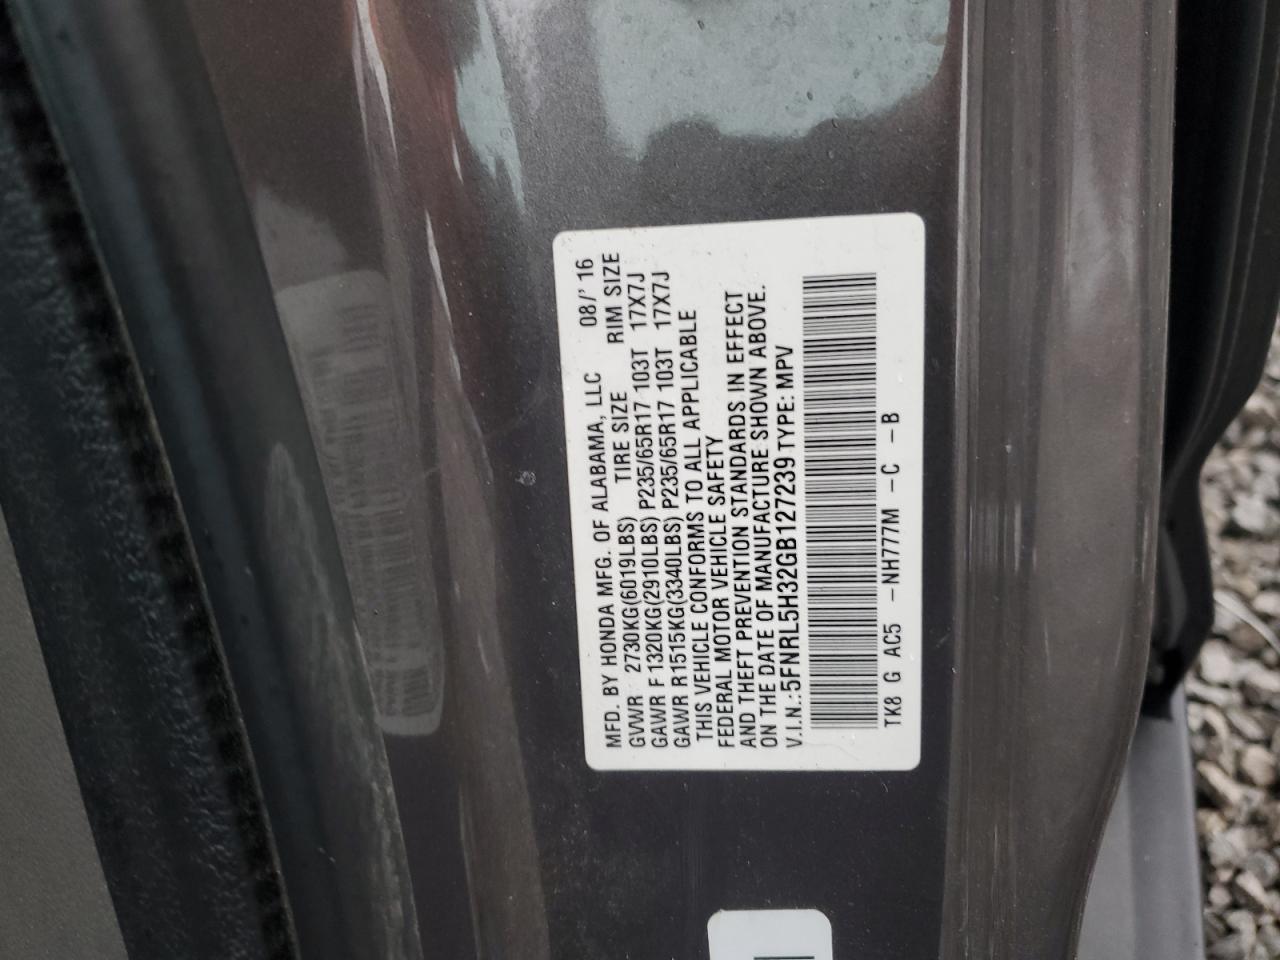 MFD. BY HONDA MFG. OF ALABAMA, LLC 08/' 16
GVWR 2730KG(6019LBS) TIRE SIZE RIM SIZE
GAWR F1320KG(2910LBS) P235/65R17 103T 17X7J
GAWR R1515KG(3340LBS) P235/65R17 103T 17X7J
THIS VEHICLE CONFORMS TO ALL APPLICABLE
FEDERAL MOTOR VEHICLE SAFETY
AND THEFT PREVENTION STANDARDS IN EFFECT
ON THE DATE OF MANUFACTURE SHOWN ABOVE.
V.I.N.:5FNRL5H32GB127239 TYPE: MPV
TK8 G AC5 -NH777M -C -B